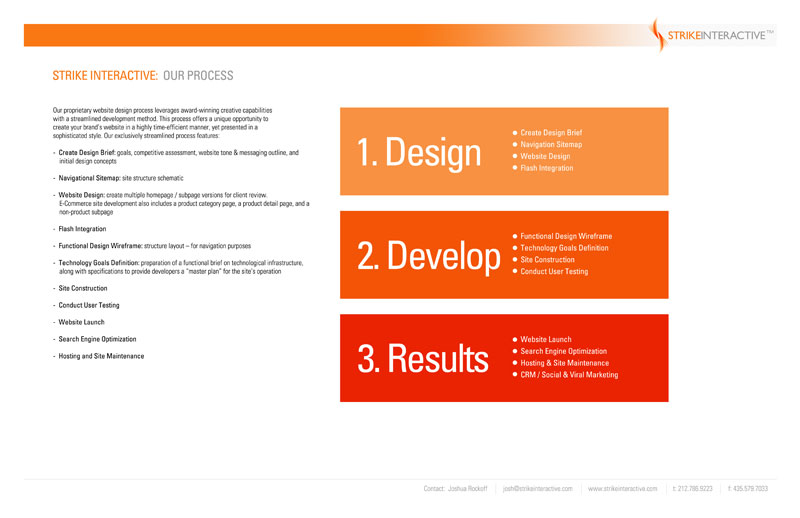 STRIKEINTERACTIVE™
STRIKE INTERACTIVE: OUR PROCESS
Our proprietary website design process leverages award-winning creative capabilities
with a streamlined development method. This process offers a unique opportunity to
create your brand's website in a highly time-efficient manner, yet presented in a
sophisticated style. Our exclusively streamlined process features:
- Create Design Brief: goals, competitive assessment, website tone & messaging outline, and
initial design concepts
- Navigational Sitemap: site structure schematic
- Website Design: create multiple homepage / subpage versions for client review.
E-Commerce site development also includes a product category page, a product detail page, and a
non-product subpage
- Flash Integration
- Functional Design Wireframe: structure layout – for navigation purposes
- Technology Goals Definition: preparation of a functional brief on technological infrastructure,
along with specifications to provide developers a "master plan" for the site's operation
- Site Construction
- Conduct User Testing
- Website Launch
- Search Engine Optimization
- Hosting and Site Maintenance
1. Design
● Create Design Brief
● Navigation Sitemap
● Website Design
● Flash Integration
2. Develop
● Functional Design Wireframe
● Technology Goals Definition
● Site Construction
● Conduct User Testing
3. Results
● Website Launch
● Search Engine Optimization
● Hosting & Site Maintenance
● CRM / Social & Viral Marketing
Contact: Joshua Rockoff | josh@strikeinteractive.com | www.strikeinteractive.com | t: 212.786.9223 | f: 435.579.7033